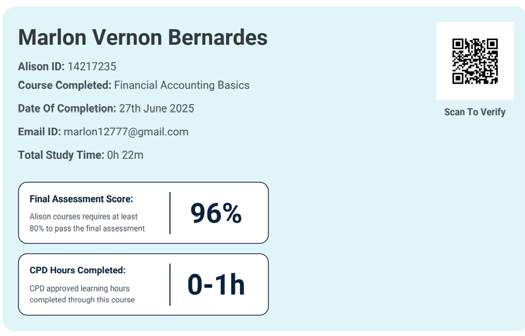 Marlon Vernon Bernardes
Alison ID: 14217235
Course Completed: Financial Accounting Basics
Date Of Completion: 27th June 2025
Email ID: marlon12777@gmail.com
Total Study Time: 0h 22m
Scan To Verify
Final Assessment Score:
Alison courses requires at least
80% to pass the final assessment
96%
CPD Hours Completed:
CPD approved learning hours
completed through this course
0-1h